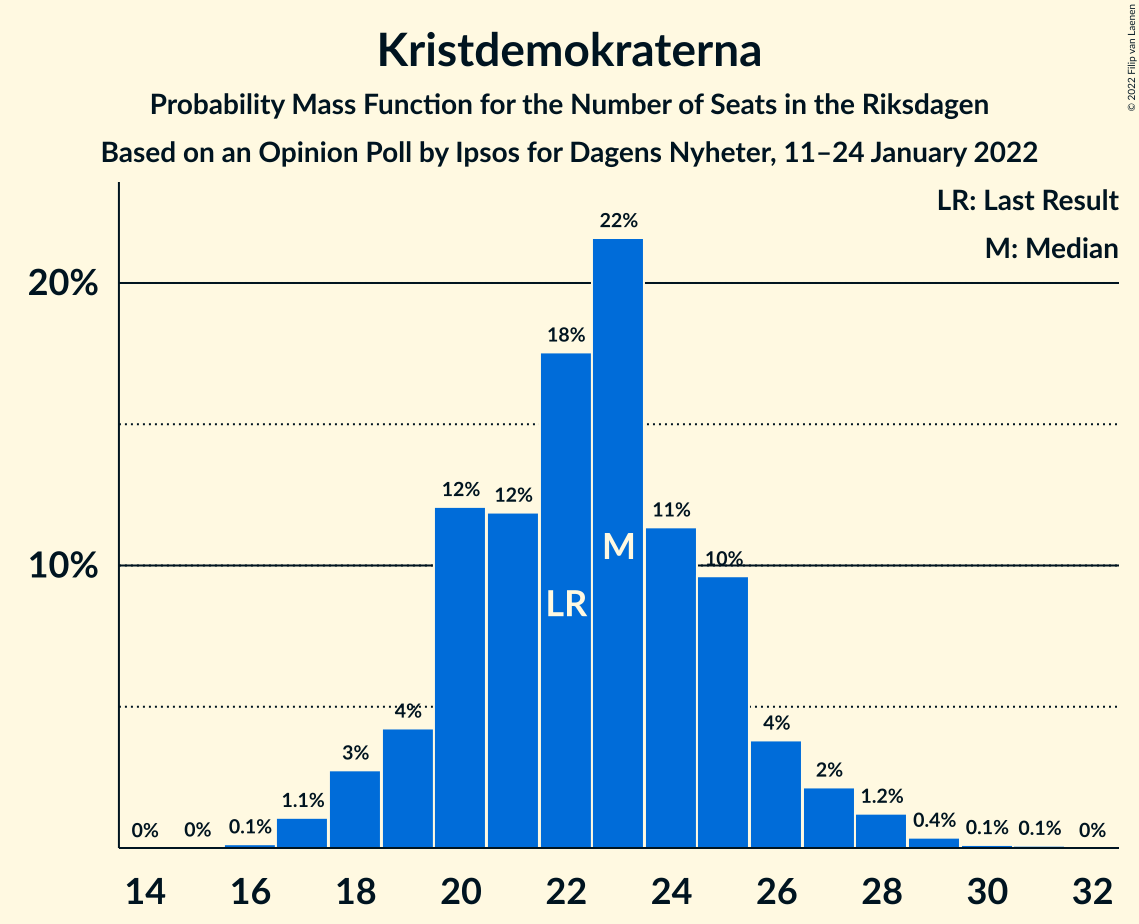 Kristdemokraterna
Probability Mass Function for the Number of Seats in the Riksdagen
Based on an Opinion Poll by Ipsos for Dagens Nyheter, 11–24 January 2022
© 2022 Filip van Laenen
LR: Last Result
M: Median
20%
10%
0% 0% 0.1% 1.1% 3% 4% 12% 12% 18% 22% 11% 10% 4% 2% 1.2% 0.4% 0.1% 0.1% 0%
M
LR
14 16 18 20 22 24 26 28 30 32